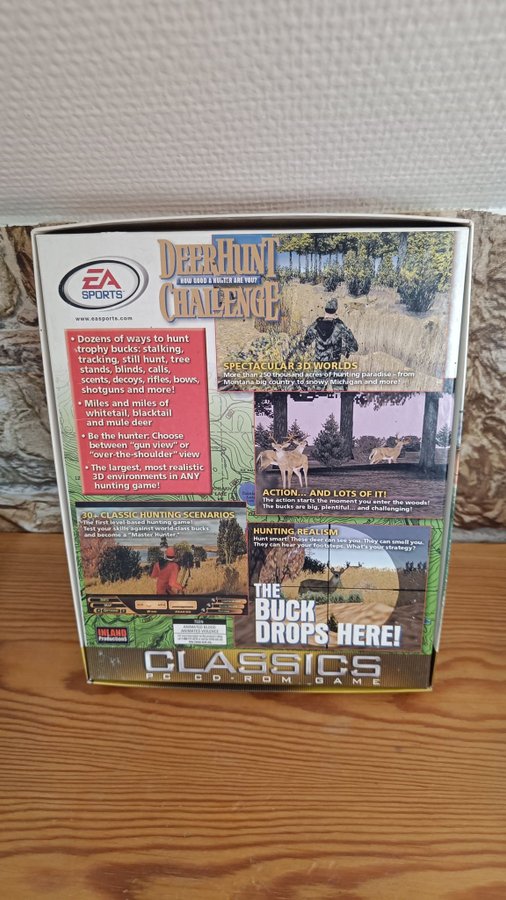 EA
SPORTS
www.easports.com
DEERHUNT
HOW GOOD A HUNTER ARE YOU?
CHALLENGE
• Dozens of ways to hunt
trophy bucks: stalking,
tracking, still hunt, tree
stands, blinds, calls,
scents, decoys, rifles, bows,
shotguns and more!
• Miles and miles of
whitetail, blacktail
and mule deer
• Be the hunter: Choose
between "gun view" or
"over-the-shoulder" view
• The largest, most realistic
3D environments in ANY
hunting game!
SPECTACULAR 3D WORLDS
More than 250 thousand acres of hunting paradise – from
Montana big country to snowy Michigan and more!
ACTION... AND LOTS OF IT!
The action starts the moment you enter the woods!
The bucks are big, plentiful... and challenging!
30+ CLASSIC HUNTING SCENARIOS
The first level based hunting game!
Test your skills against world-class bucks
and become a "Master Hunter."
HUNTING REALISM
Hunt smart! These deer can see you. They can smell you.
They can hear your footsteps. What's your strategy?
THE
BUCK
DROPS HERE!
INLAND
Productions
TEEN
ANIMATED BLOOD
ANIMATED VIOLENCE
CLASSICS
PC CD-ROM GAME